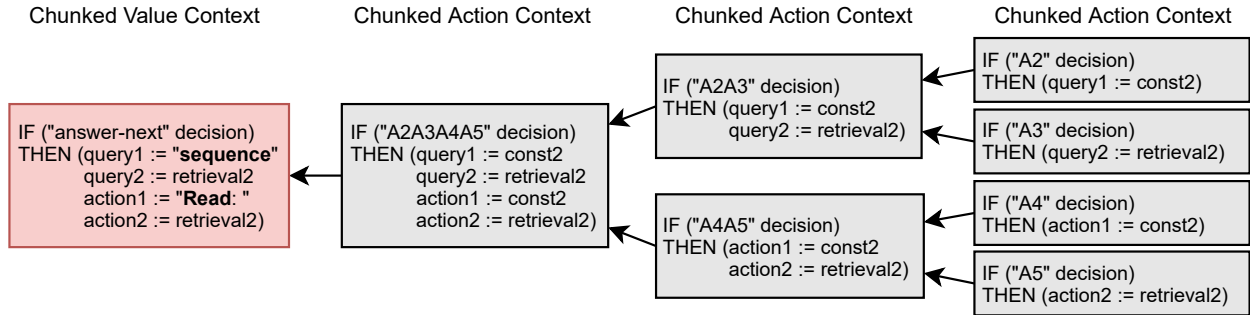 Chunked Value Context
Chunked Action Context
Chunked Action Context
Chunked Action Context
IF ("answer-next" decision)
THEN (query1 := "sequence"
query2 := retrieval2
action1 := "Read: "
action2 := retrieval2)
IF ("A2A3A4A5" decision)
THEN (query1 := const2
query2 := retrieval2
action1 := const2
action2 := retrieval2)
IF ("A2A3" decision)
THEN (query1 := const2
query2 := retrieval2)
IF ("A4A5" decision)
THEN (action1 := const2
action2 := retrieval2)
IF ("A2" decision)
THEN (query1 := const2)
IF ("A3" decision)
THEN (query2 := retrieval2)
IF ("A4" decision)
THEN (action1 := const2)
IF ("A5" decision)
THEN (action2 := retrieval2)